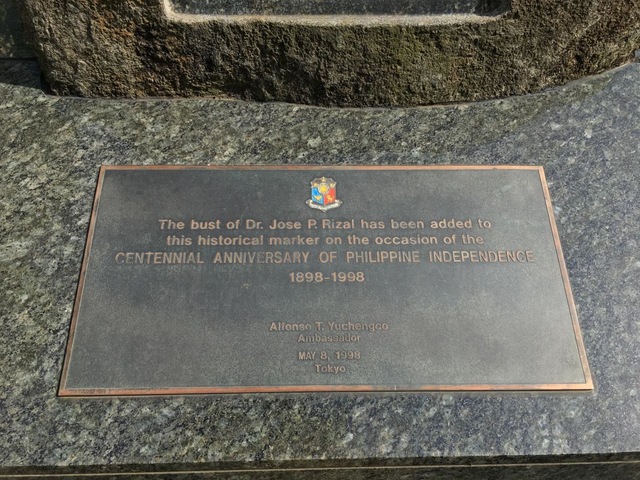 The bust of Dr. Jose P. Rizal has been added to
this historical marker on the occasion of the
CENTENNIAL ANNIVERSARY OF PHILIPPINE INDEPENDENCE
1898-1998
Alfonso T. Yuchengco
Ambassador
MAY 8, 1998
Tokyo